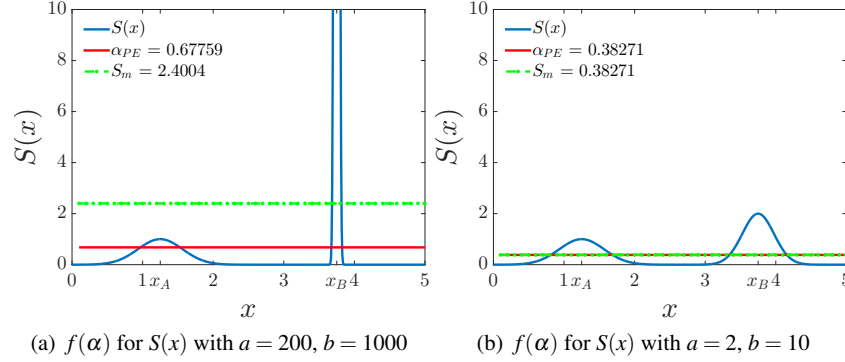 10
8
6
4
2
0
S(x)
S(x)
α_PE = 0.67759
S_m = 2.4004
0 1 x_A 2 3 x_B 4 5
x
(a) f(α) for S(x) with a = 200, b = 1000
10
8
6
4
2
0
S(x)
S(x)
α_PE = 0.38271
S_m = 0.38271
0 1 x_A 2 3 x_B 4 5
x
(b) f(α) for S(x) with a = 2, b = 10